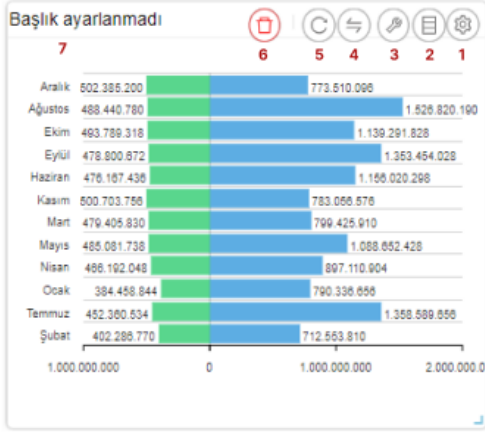 Başlık ayarlanmadı
7 6 5 4 3 2 1
Aralık 502.385.200 773.510.096
Ağustos 488.440.780 1.526.820.190
Ekim 493.789.318 1.139.291.828
Eylül 478.800.672 1.353.454.028
Haziran 476.167.436 1.156.020.298
Kasım 500.703.756 783.056.576
Mart 479.405.830 799.425.910
Mayıs 485.081.738 1.088.652.428
Nisan 466.192.048 897.110.904
Ocak 384.458.844 790.336.656
Temmuz 452.360.534 1.358.589.656
Şubat 402.286.770 712.563.810
1.000.000.000 0 1.000.000.000 2.000.000.0